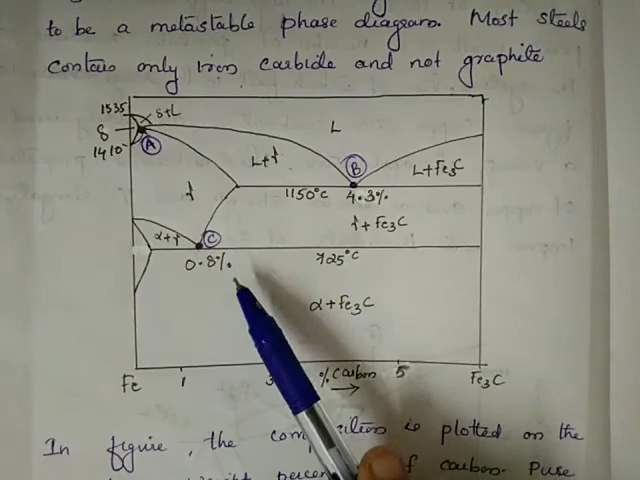 to be a metastable phase diagram. Most steels
contain only iron carbide and not graphite
1535
δ+L
δ
1410
A
L
L+γ
B
L+Fe3C
1150°c 4.3%
γ
γ+Fe3C
α+γ
C
0.8%
725°c
α+Fe3C
Fe
1
3
% carbon →
5
Fe3C
In figure, the is plotted on the
of carbon. Pure